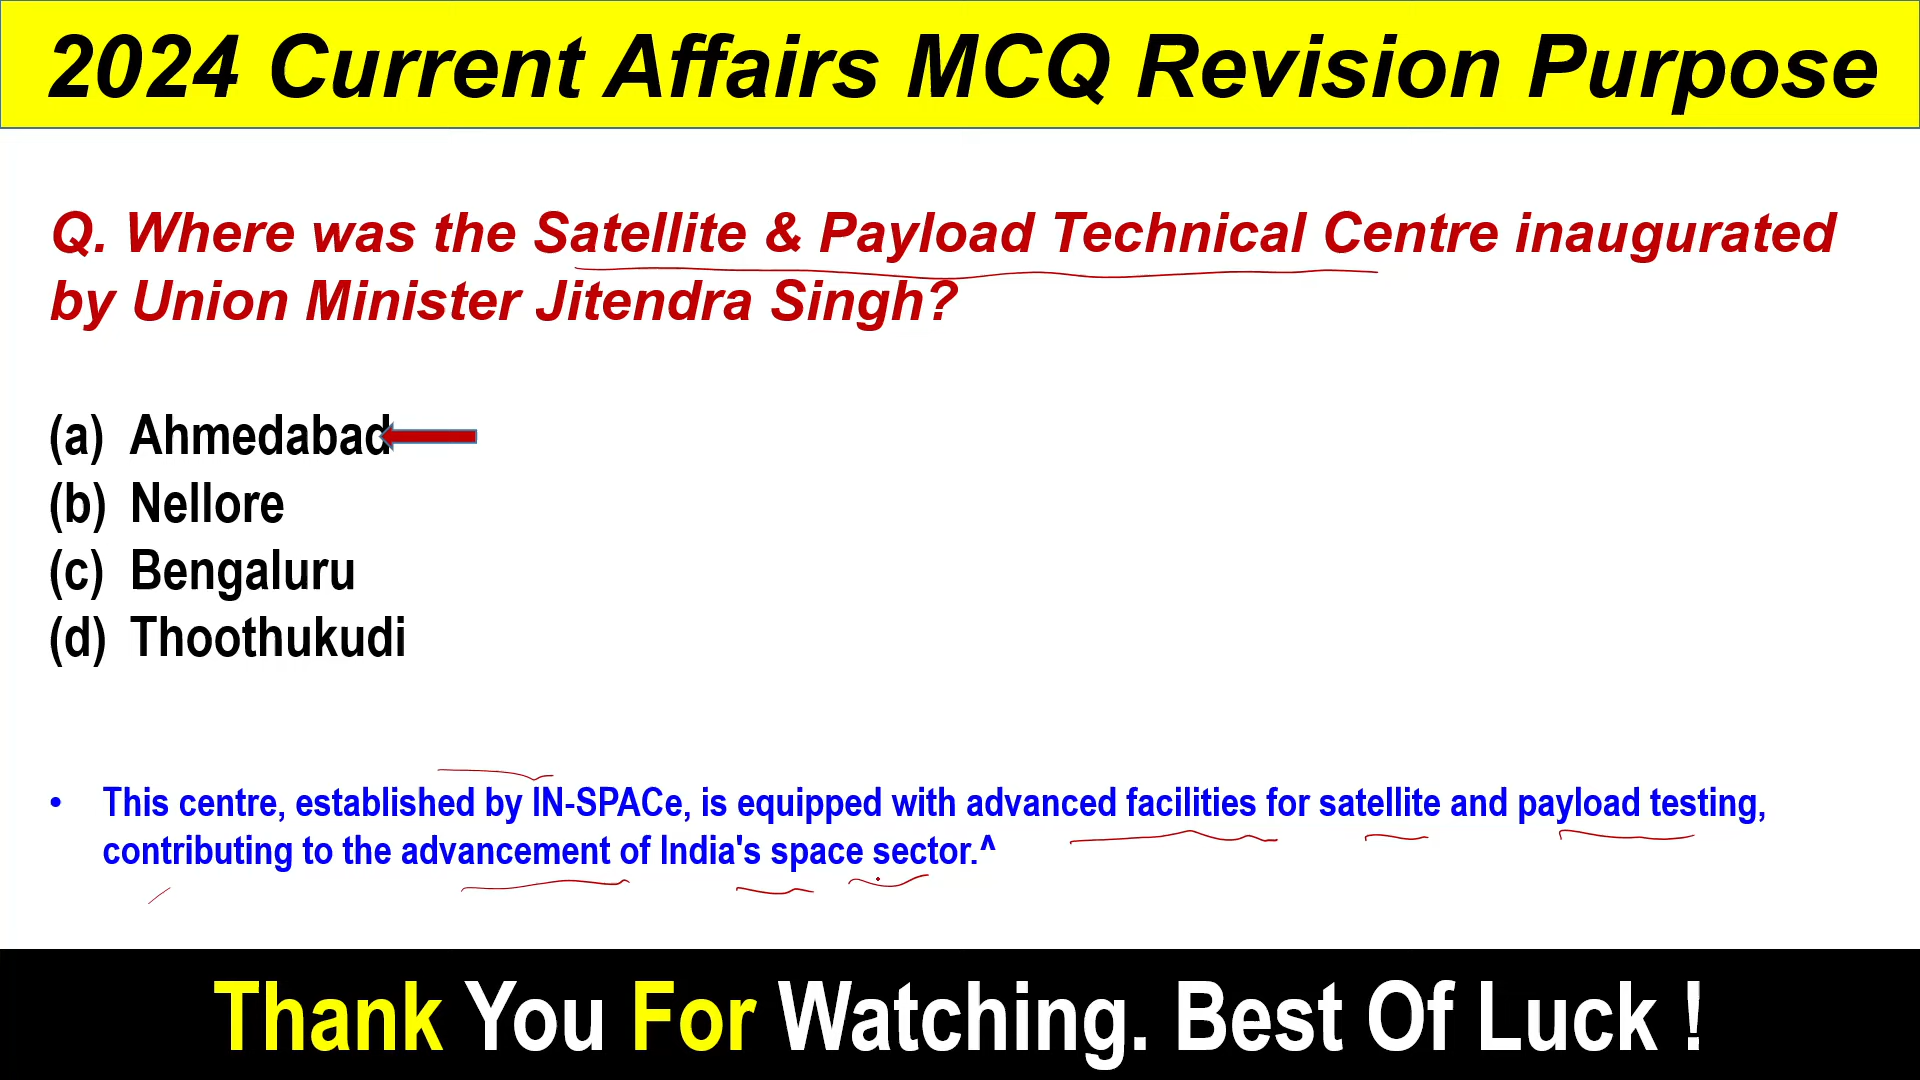 2024 Current Affairs MCQ Revision Purpose
Q. Where was the Satellite & Payload Technical Centre inaugurated
by Union Minister Jitendra Singh?
(a) Ahmedabad
(b) Nellore
(c) Bengaluru
(d) Thoothukudi
• This centre, established by IN-SPACe, is equipped with advanced facilities for satellite and payload testing,
contributing to the advancement of India's space sector.^
Thank You For Watching. Best Of Luck !